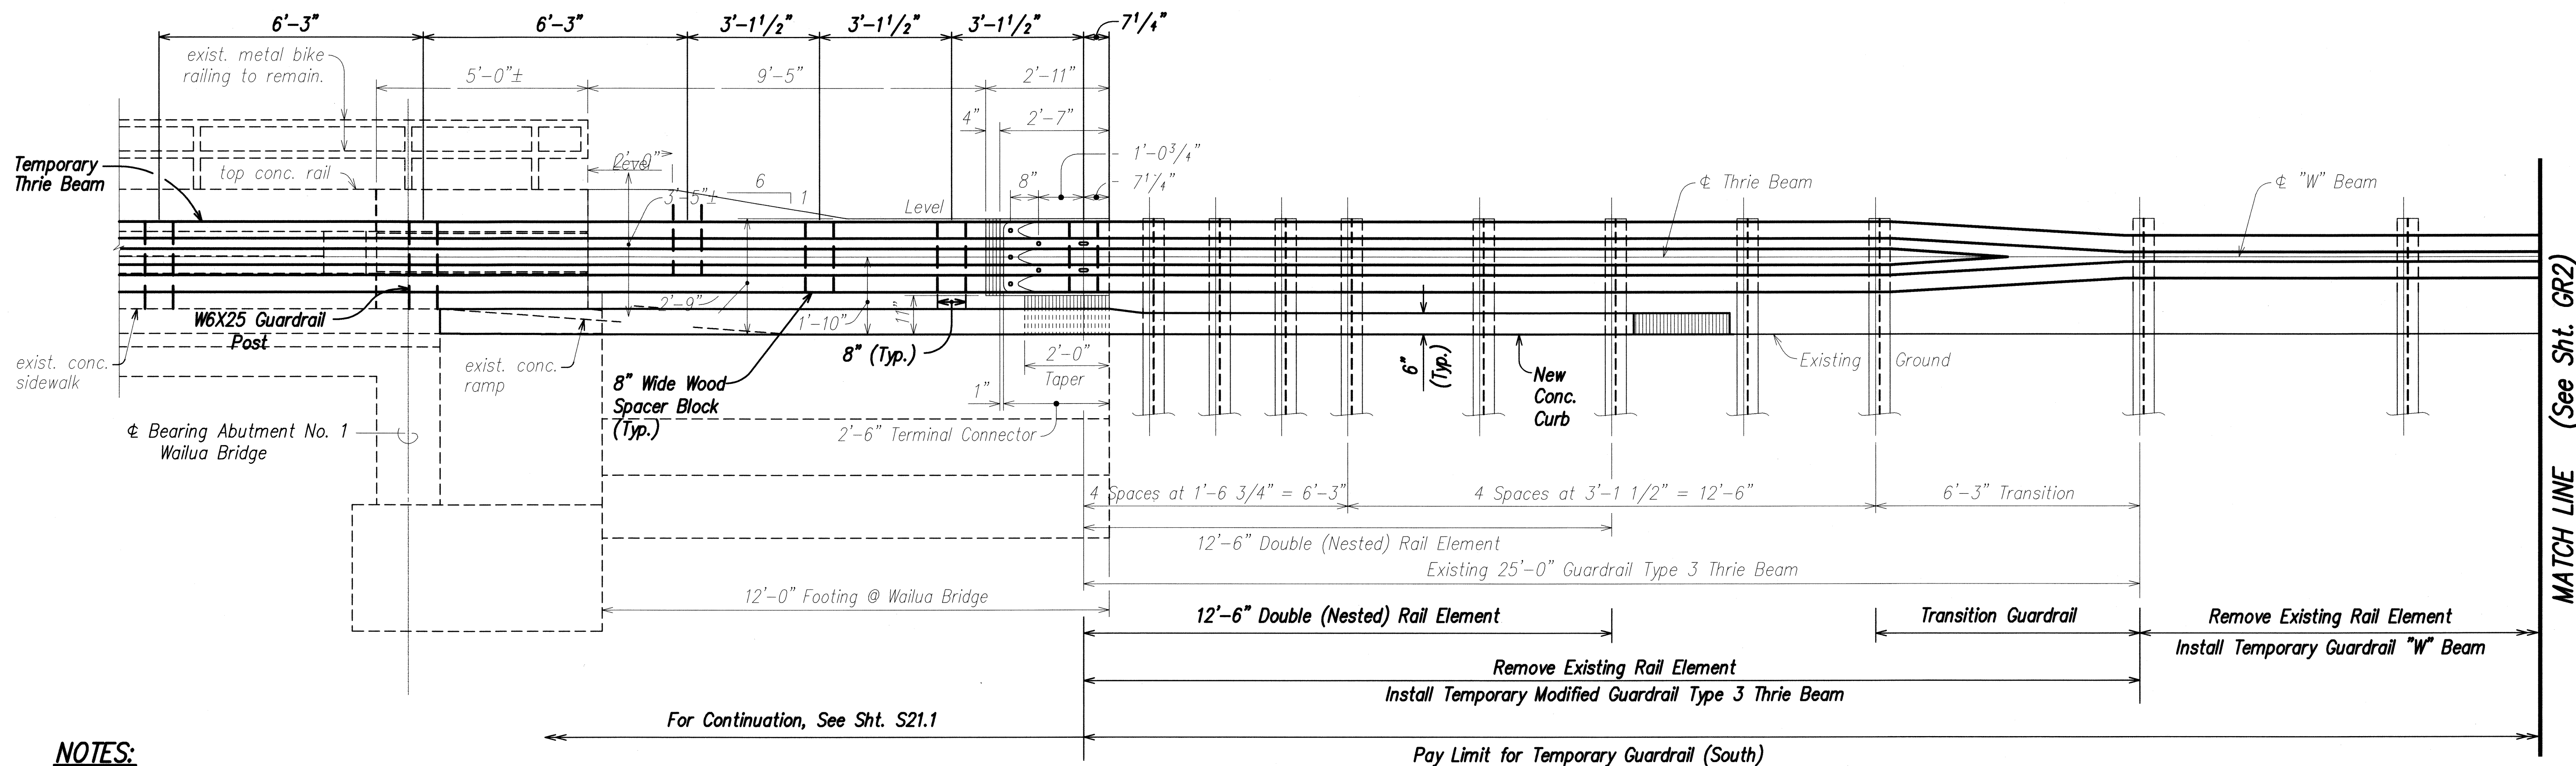 6'-3"
6'-3"
3'-1 1/2"
3'-1 1/2"
3'-1 1/2"
7 1/4"
exist. metal bike
railing to remain.
5'-0"±
9'-5"
2'-11"
4"
2'-7"
Temporary
Thrie Beam
top conc. rail
Level
3'-5"±
6
1
Level
8"
1'-0 3/4"
7 1/4"
℄ Thrie Beam
℄ "W" Beam
W6X25 Guardrail
Post
2'-9"
1'-10"
11"
8" (Typ.)
exist. conc.
sidewalk
exist. conc.
ramp
8" Wide Wood
Spacer Block
(Typ.)
2'-0"
Taper
1"
2'-6" Terminal Connector
6"
(Typ.)
New
Conc.
Curb
Existing Ground
℄ Bearing Abutment No. 1
Wailua Bridge
4 Spaces at 1'-6 3/4" = 6'-3"
4 Spaces at 3'-1 1/2" = 12'-6"
6'-3" Transition
12'-6" Double (Nested) Rail Element
Existing 25'-0" Guardrail Type 3 Thrie Beam
12'-0" Footing @ Wailua Bridge
12'-6" Double (Nested) Rail Element
Transition Guardrail
Remove Existing Rail Element
Install Temporary Guardrail "W" Beam
Remove Existing Rail Element
Install Temporary Modified Guardrail Type 3 Thrie Beam
For Continuation, See Sht. S21.1
Pay Limit for Temporary Guardrail (South)
MATCH LINE (See Sht. GR2)
NOTES: